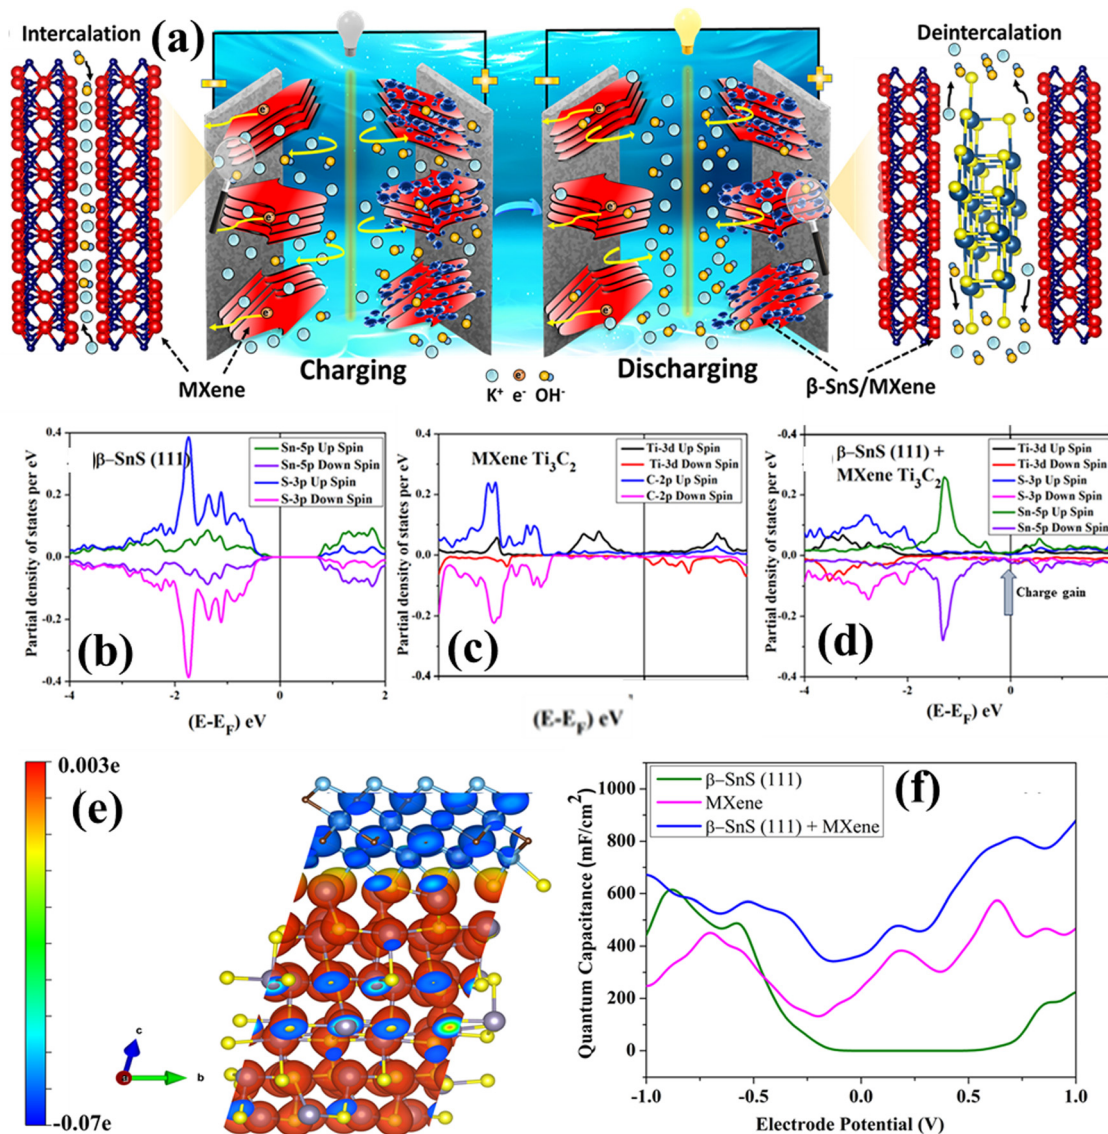 Intercalation
(a)
Deintercalation
e⁻
MXene
Charging
K⁺ e⁻ OH⁻
Discharging
β-SnS/MXene
Partial density of states per eV
0.4
0.2
0.0
-0.2
-0.4
β–SnS (111)
Sn-5p Up Spin
Sn-5p Down Spin
S-3p Up Spin
S-3p Down Spin
(b)
-4 -2 0 2
(E-E_F) eV
Partial density of states per eV
0.4
0.2
0.0
-0.2
-0.4
MXene Ti₃C₂
Ti-3d Up Spin
Ti-3d Down Spin
C-2p Up Spin
C-2p Down Spin
(c)
(E-E_F) eV
Partial density of states per eV
0.4
0.2
0.0
-0.2
-0.4
β-SnS (111) +
MXene Ti₃C₂
Ti-3d Up Spin
Ti-3d Down Spin
S-3p Up Spin
S-3p Down Spin
Sn-5p Up Spin
Sn-5p Down Spin
Charge gain
(d)
-4 -2 0
(E-E_F) eV
0.003e
(e)
-0.07e
c
b
Quantum Capacitance (mF/cm²)
1000
800
600
400
200
0
β–SnS (111)
MXene
β–SnS (111) + MXene
(f)
-1.0 -0.5 0.0 0.5 1.0
Electrode Potential (V)